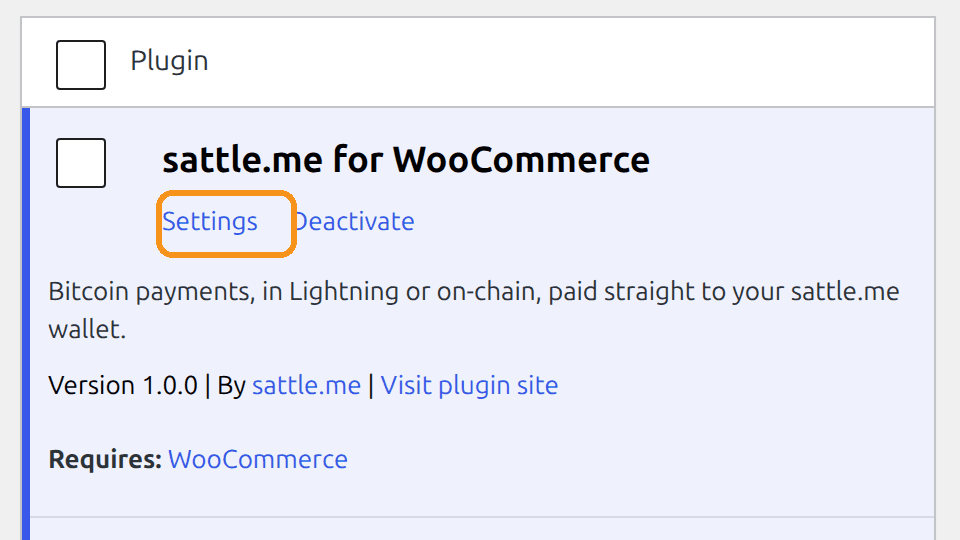 Plugin
sattle.me for WooCommerce
Settings Deactivate
Bitcoin payments, in Lightning or on-chain, paid straight to your sattle.me
wallet.
Version 1.0.0 | By sattle.me | Visit plugin site
Requires: WooCommerce